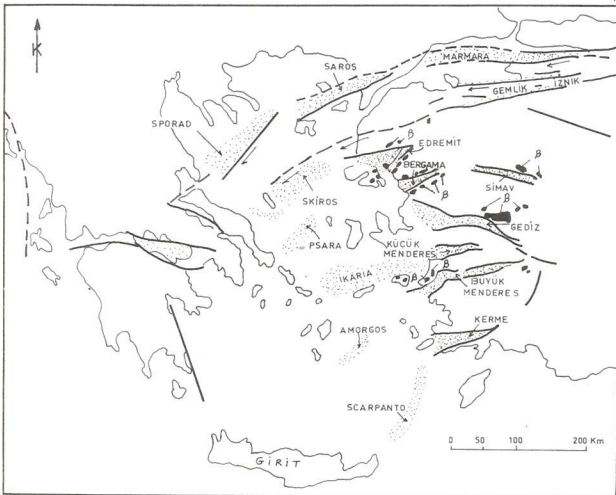 K
MARMARA
SAROS
GEMLİK - İZNİK
SPORAD
β
EDREMİT
BERGAMA
β
SİMAV
β
β
SKİROS
GEDİZ
PSARA
KÜÇÜK
MENDERES
β
β
İKARİA
BÜYÜK
MENDERES
KERME
AMORGOS
SCARPANTO
0 50 100 200 Km
GİRİT